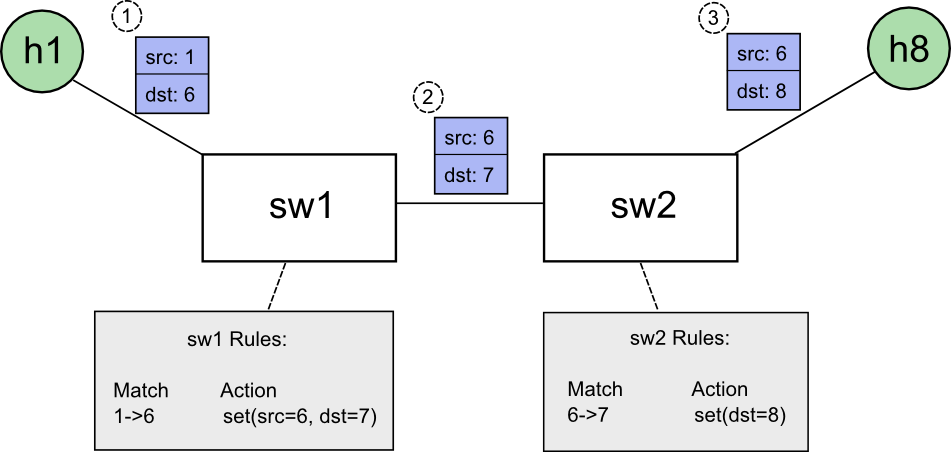 1
h1
src: 1
dst: 6
2
src: 6
dst: 7
3
src: 6
dst: 8
h8
sw1
sw2
sw1 Rules:
Match Action
1->6 set(src=6, dst=7)
sw2 Rules:
Match Action
6->7 set(dst=8)